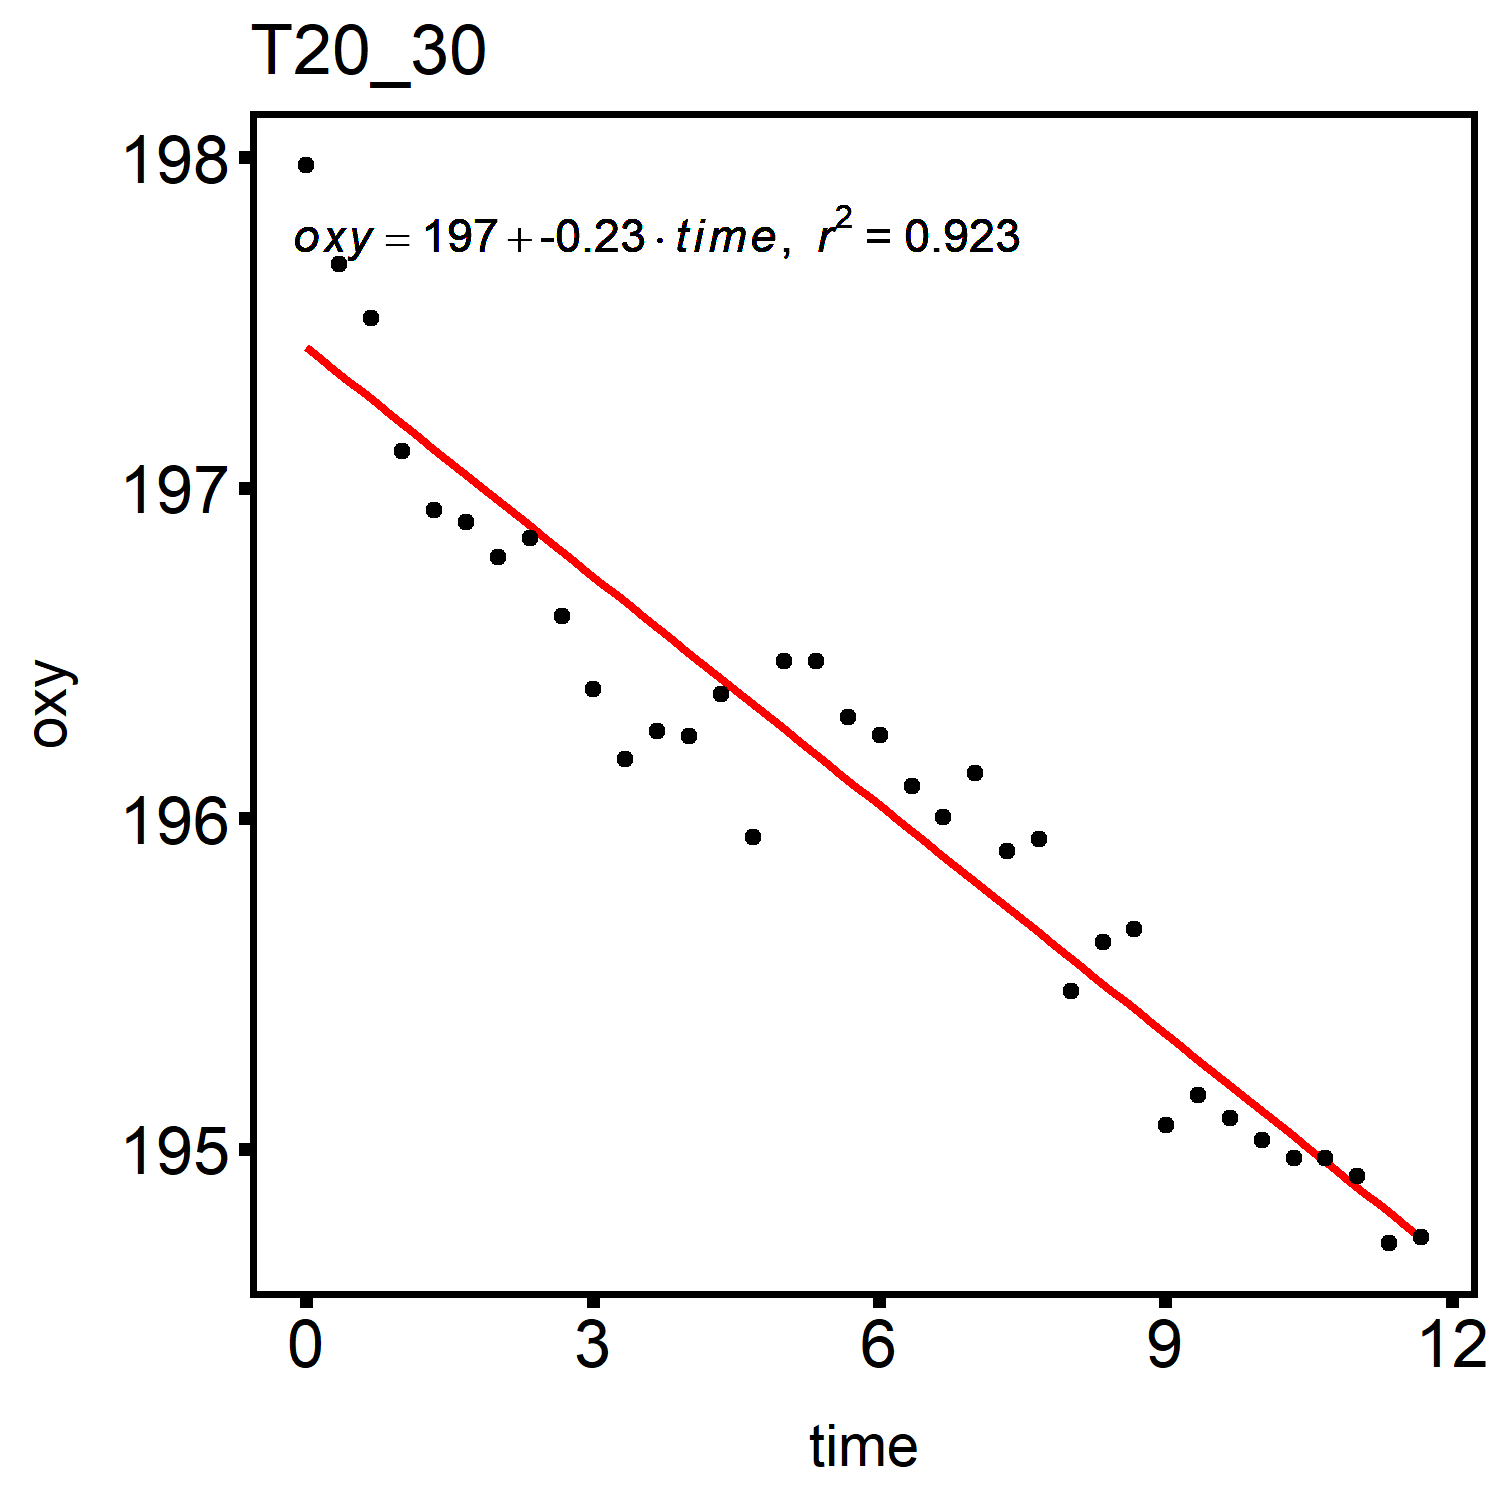 T20_30
198
oxy = 197 + -0.23 · time, r² = 0.923
197
196
195
oxy
0 3 6 9 12
time